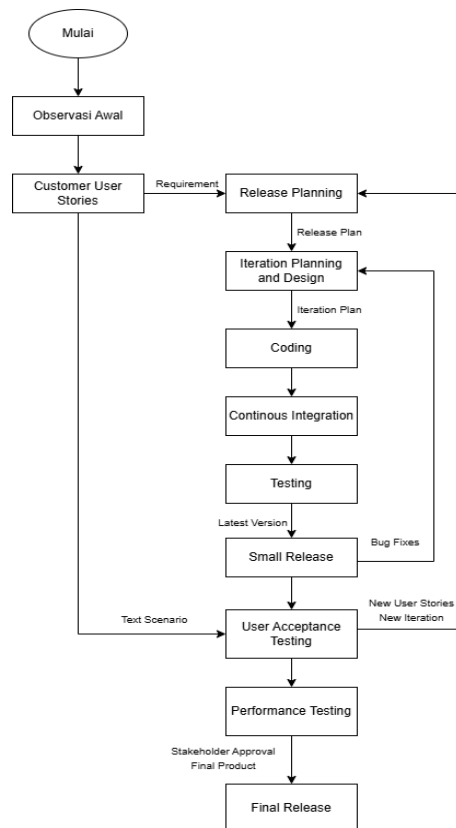 Mulai
Observasi Awal
Customer User
Stories
Requirement
Release Planning
Release Plan
Iteration Planning
and Design
Iteration Plan
Coding
Continous Integration
Testing
Latest Version
Small Release
Bug Fixes
Text Scenario
User Acceptance
Testing
New User Stories
New Iteration
Performance Testing
Stakeholder Approval
Final Product
Final Release